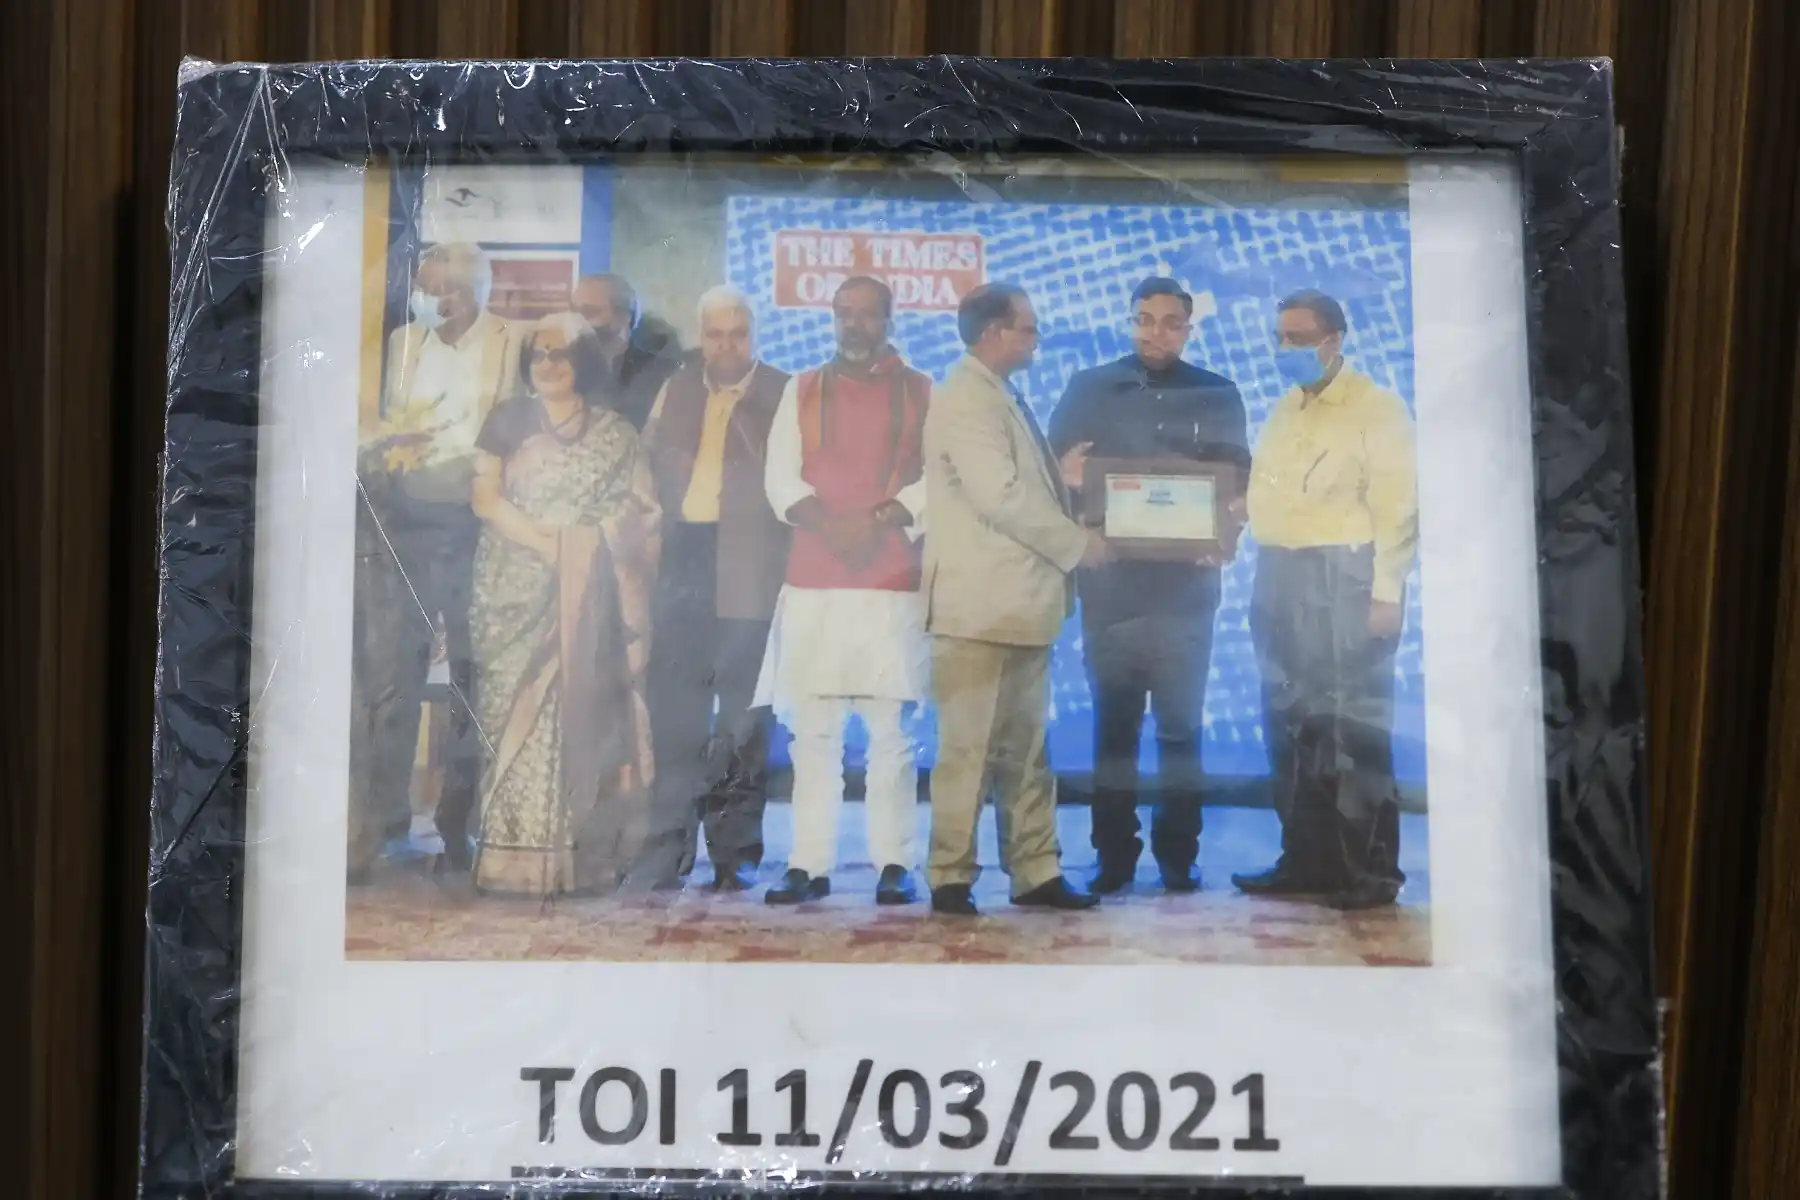 THE TIMES
OF INDIA
TOI 11/03/2021